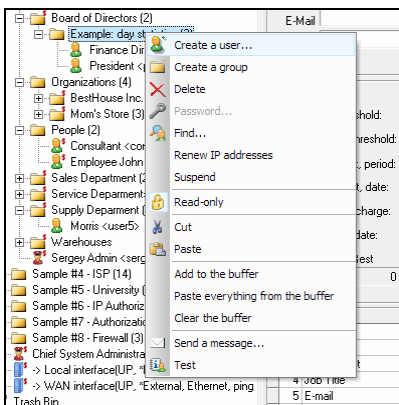 Board of Directors (2)
Example: day
Finance Dir
President <
Organizations (4)
BestHouse Inc.
Mom's Store (3)
People (2)
Consultant <cor
Employee John
Sales Department (2
Service Deparment
Supply Deparment (
Morris <user5>
Warehouses
Sergey Admin <serg
Sample #4 - ISP (14)
Sample #5 - University (
Sample #6 - IP Authoriz
Sample #7 - Authorizatio
Sample #8 - Firewall (3)
Chief System Administra
-> Local interface(UP, *E
-> WAN interface(UP, *External, Ethernet, ping
Trash Bin
Create a user...
Create a group
Delete
Password...
Find...
Renew IP addresses
Suspend
Read-only
Cut
Paste
Add to the buffer
Paste everything from the buffer
Clear the buffer
Send a message...
Test
E-Mail
shold:
hreshold:
, period:
t, date:
charge:
date:
Rest
0
4 Job Title
5 E-mail